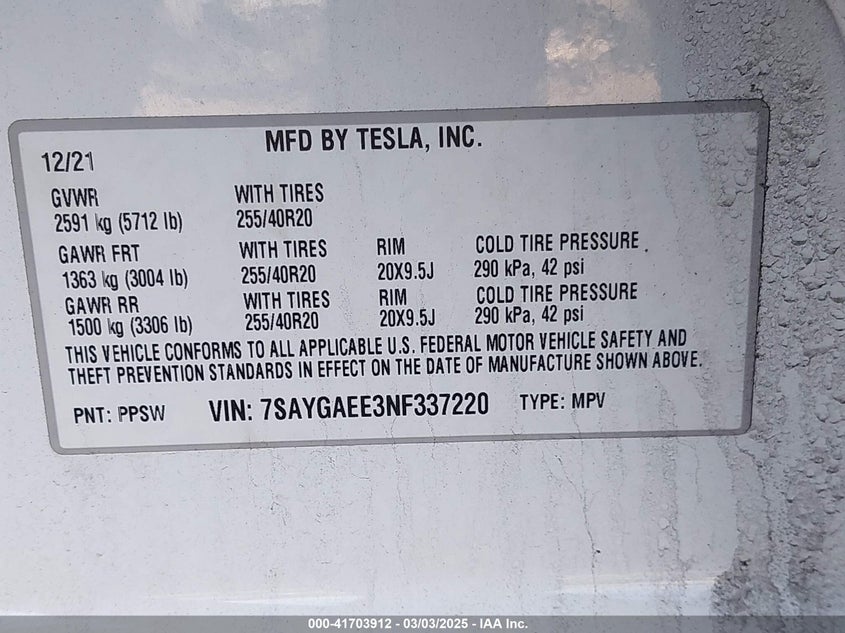 MFD BY TESLA, INC.
12/21
GVWR WITH TIRES
2591 kg (5712 lb) 255/40R20
GAWR FRT WITH TIRES RIM COLD TIRE PRESSURE
1363 kg (3004 lb) 255/40R20 20X9.5J 290 kPa, 42 psi
GAWR RR WITH TIRES RIM COLD TIRE PRESSURE
1500 kg (3306 lb) 255/40R20 20X9.5J 290 kPa, 42 psi
THIS VEHICLE CONFORMS TO ALL APPLICABLE U.S. FEDERAL MOTOR VEHICLE SAFETY AND
THEFT PREVENTION STANDARDS IN EFFECT ON THE DATE OF MANUFACTURE SHOWN ABOVE.
PNT: PPSW VIN: 7SAYGAEE3NF337220 TYPE: MPV
000-41703912 - 03/03/2025 - IAA Inc.